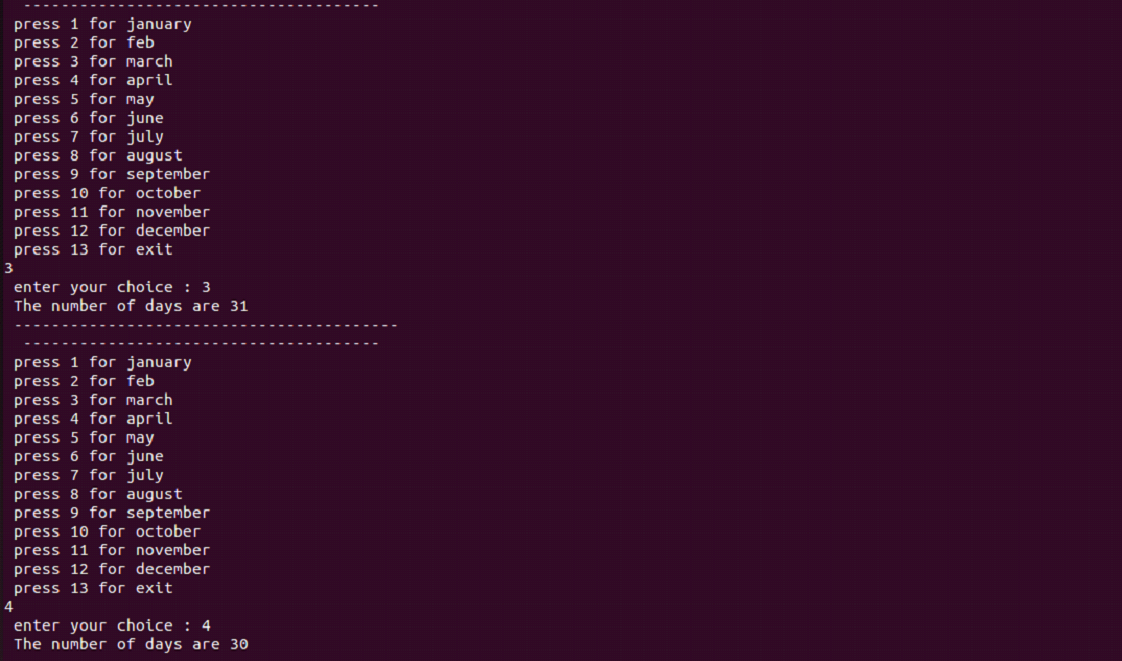 --------------------------------------
press 1 for january
press 2 for feb
press 3 for march
press 4 for april
press 5 for may
press 6 for june
press 7 for july
press 8 for august
press 9 for september
press 10 for october
press 11 for november
press 12 for december
press 13 for exit
3
enter your choice : 3
The number of days are 31
-----------------------------------------
--------------------------------------
press 1 for january
press 2 for feb
press 3 for march
press 4 for april
press 5 for may
press 6 for june
press 7 for july
press 8 for august
press 9 for september
press 10 for october
press 11 for november
press 12 for december
press 13 for exit
4
enter your choice : 4
The number of days are 30